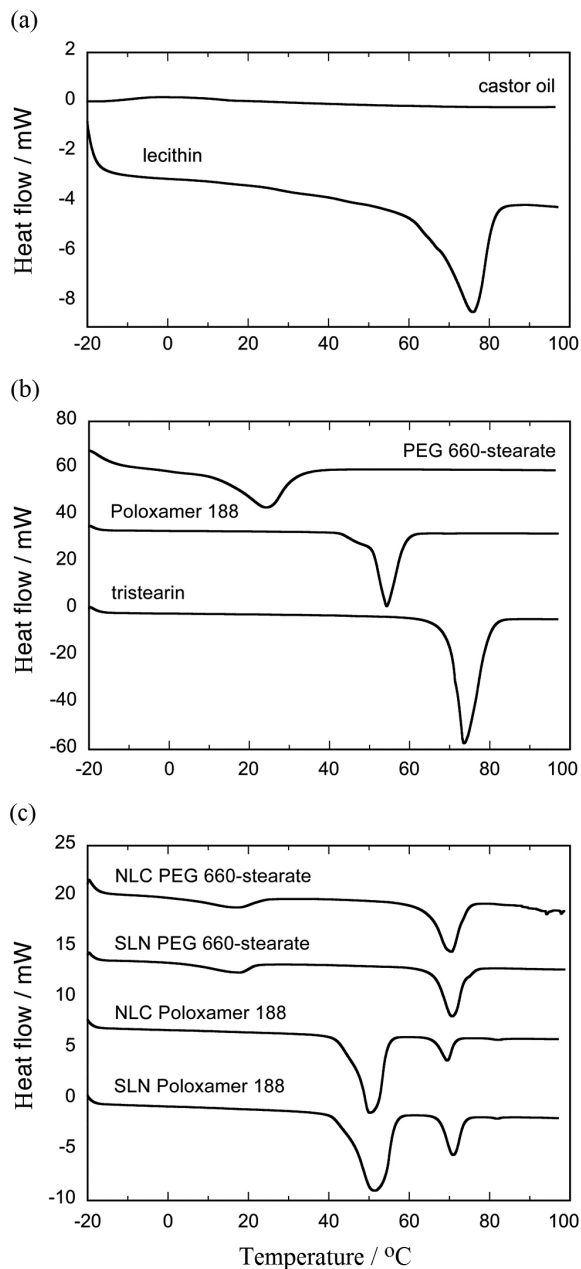 (a)
2
0
-2
-4
-6
-8
Heat flow / mW
castor oil
lecithin
-20 0 20 40 60 80 100
(b)
80
60
40
20
0
-20
-40
-60
Heat flow / mW
PEG 660-stearate
Poloxamer 188
tristearin
-20 0 20 40 60 80 100
(c)
25
20
15
10
5
0
-5
-10
Heat flow / mW
NLC PEG 660-stearate
SLN PEG 660-stearate
NLC Poloxamer 188
SLN Poloxamer 188
-20 0 20 40 60 80 100
Temperature / ºC